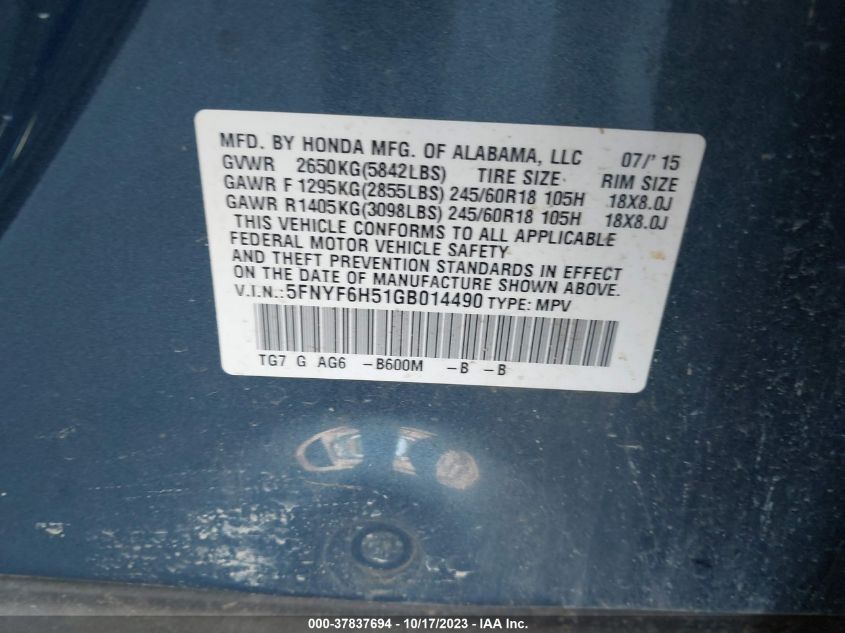 MFD. BY HONDA MFG. OF ALABAMA, LLC 07/'15
GVWR 2650KG(5842LBS) TIRE SIZE RIM SIZE
GAWR F 1295KG(2855LBS) 245/60R18 105H 18X8.0J
GAWR R 1405KG(3098LBS) 245/60R18 105H 18X8.0J
THIS VEHICLE CONFORMS TO ALL APPLICABLE
FEDERAL MOTOR VEHICLE SAFETY
AND THEFT PREVENTION STANDARDS IN EFFECT
ON THE DATE OF MANUFACTURE SHOWN ABOVE.
V.I.N.: 5FNYF6H51GB014490 TYPE: MPV
TG7 G AG6 -B600M -B -B
000-37837694 - 10/17/2023 - IAA Inc.